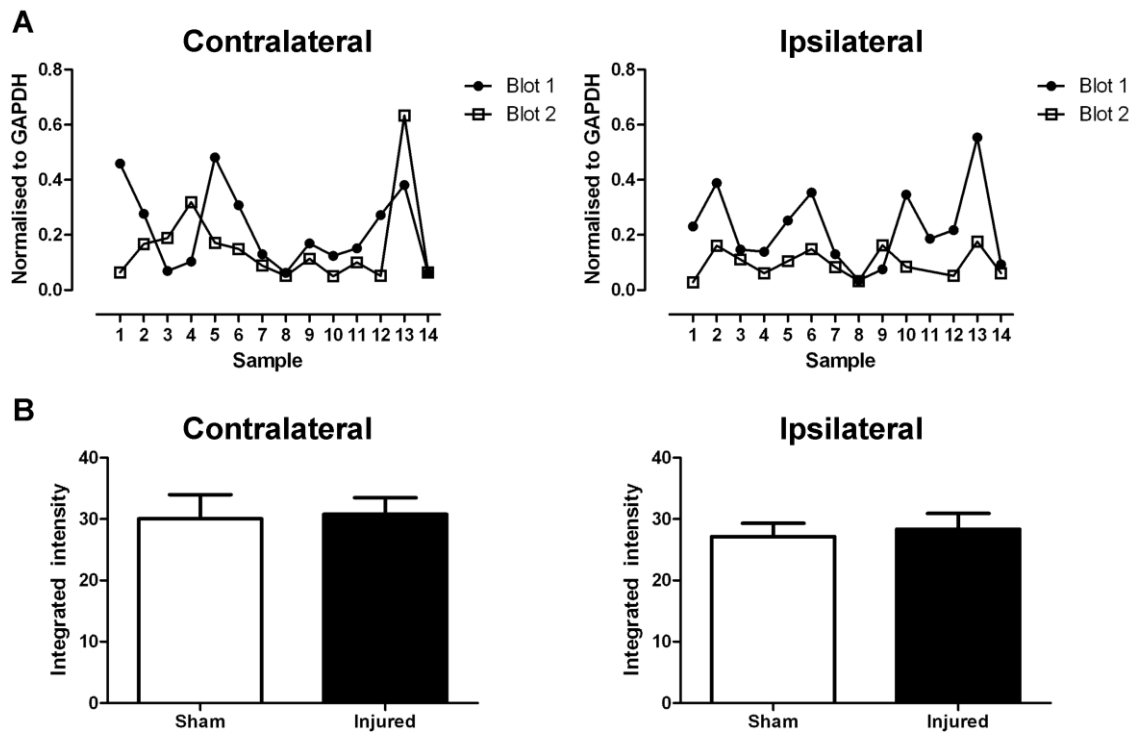 A
Contralateral
Normalised to GAPDH
0.8
0.6
0.4
0.2
0.0
1 2 3 4 5 6 7 8 9 10 11 12 13 14
Sample
Blot 1
Blot 2
Ipsilateral
Normalised to GAPDH
0.8
0.6
0.4
0.2
0.0
1 2 3 4 5 6 7 8 9 10 11 12 13 14
Sample
Blot 1
Blot 2
B
Contralateral
Integrated intensity
40
30
20
10
0
Sham Injured
Ipsilateral
Integrated intensity
40
30
20
10
0
Sham Injured